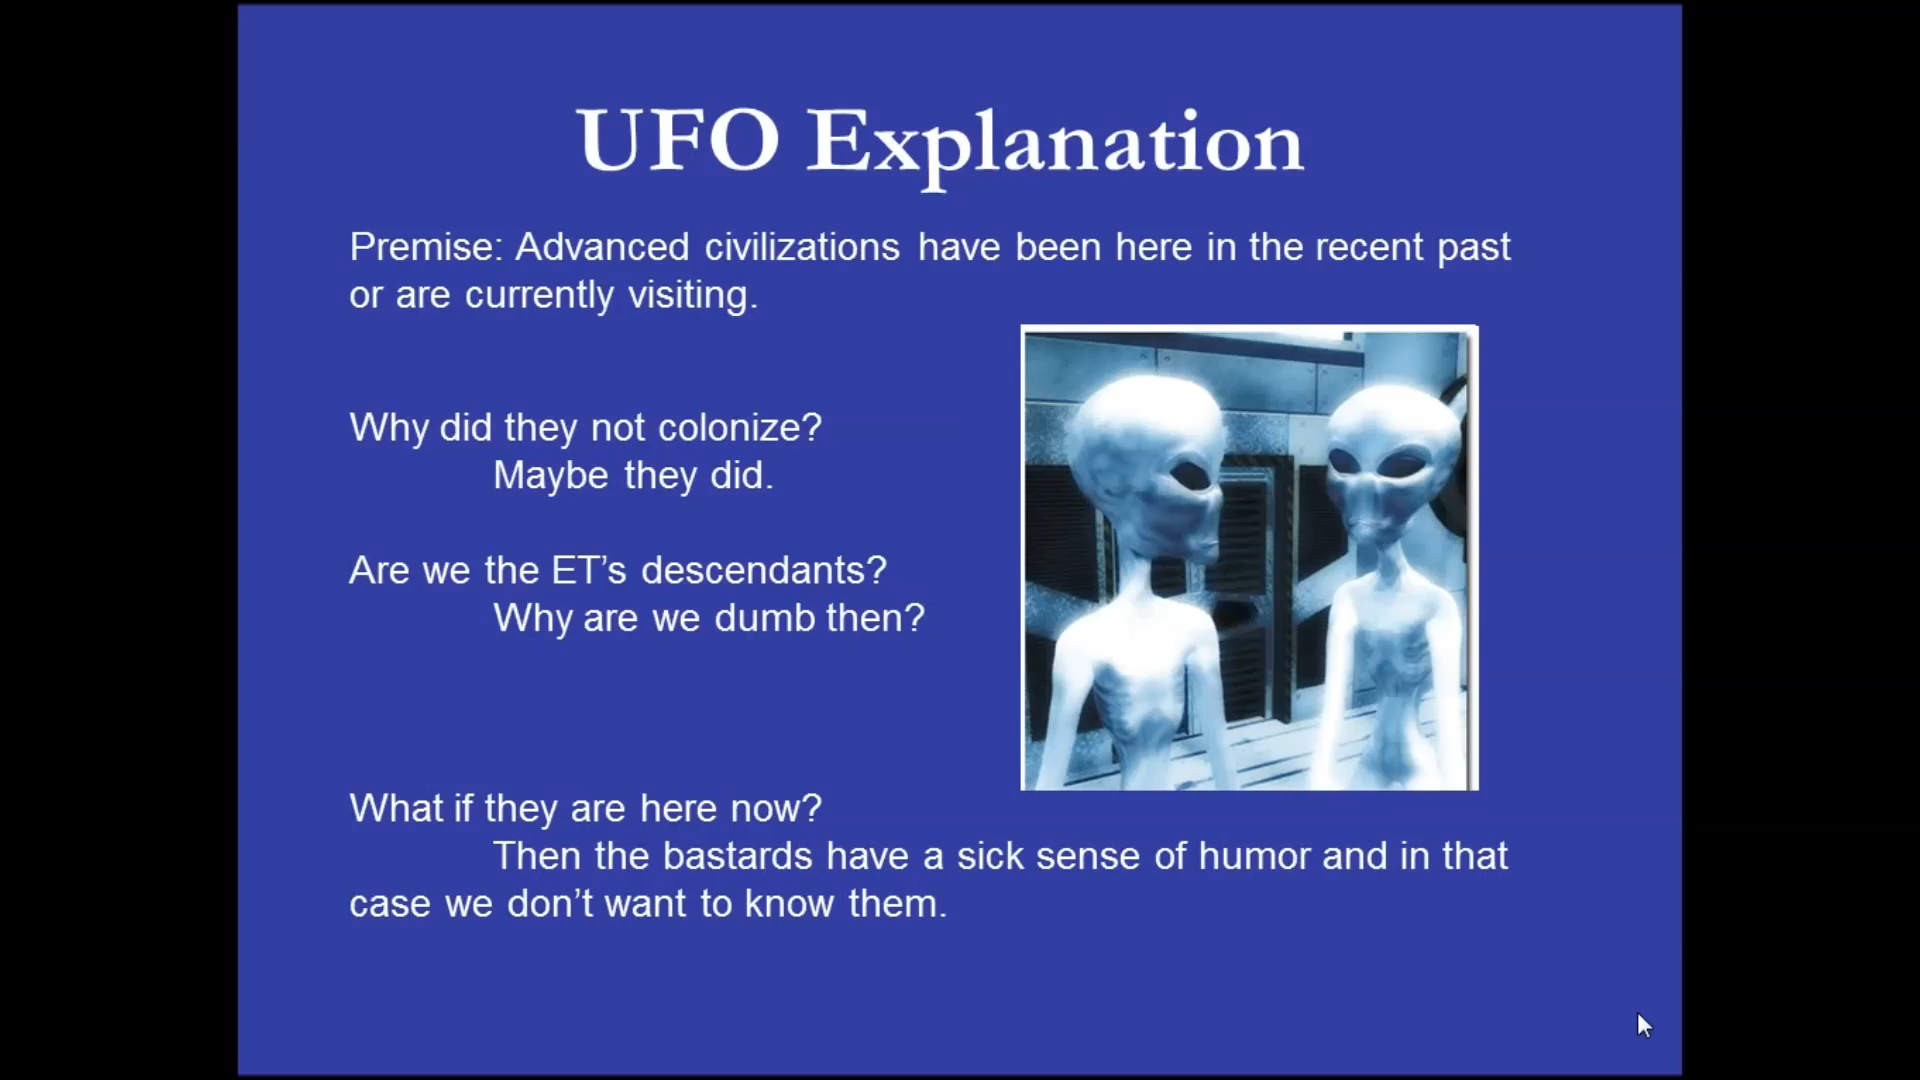 UFO Explanation
Premise: Advanced civilizations have been here in the recent past
or are currently visiting.
Why did they not colonize?
Maybe they did.
Are we the ET’s descendants?
Why are we dumb then?
What if they are here now?
Then the bastards have a sick sense of humor and in that
case we don’t want to know them.